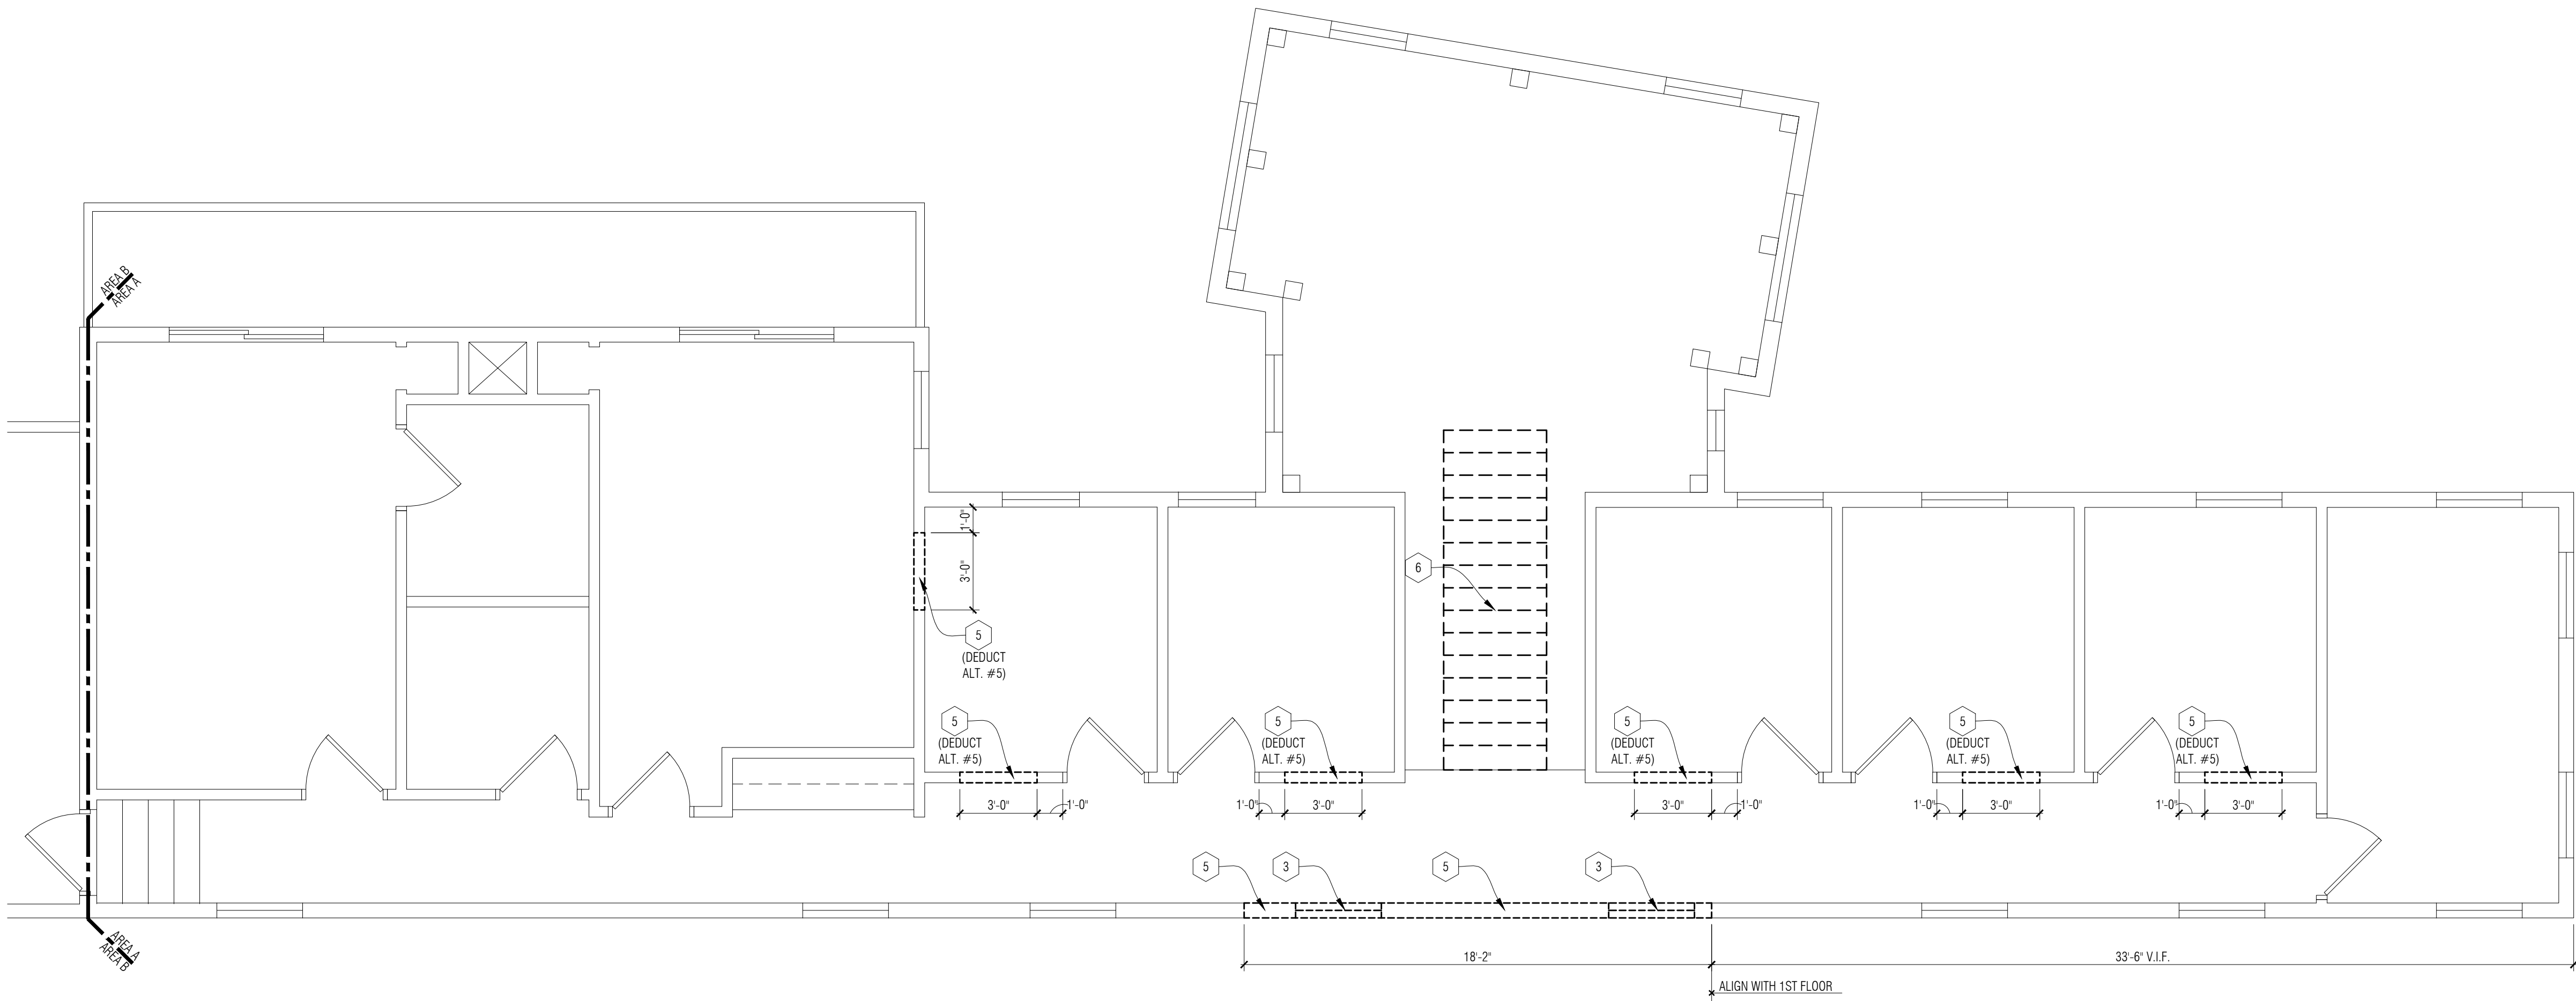 AREA B
AREA A
1'-0"
3'-0"
6
5
(DEDUCT
ALT. #5)
5
(DEDUCT
ALT. #5)
5
(DEDUCT
ALT. #5)
5
(DEDUCT
ALT. #5)
5
(DEDUCT
ALT. #5)
5
(DEDUCT
ALT. #5)
3'-0"
1'-0"
1'-0"
3'-0"
3'-0"
1'-0"
1'-0"
3'-0"
1'-0"
3'-0"
5
3
5
3
AREA A
AREA B
18'-2"
33'-6" V.I.F.
ALIGN WITH 1ST FLOOR